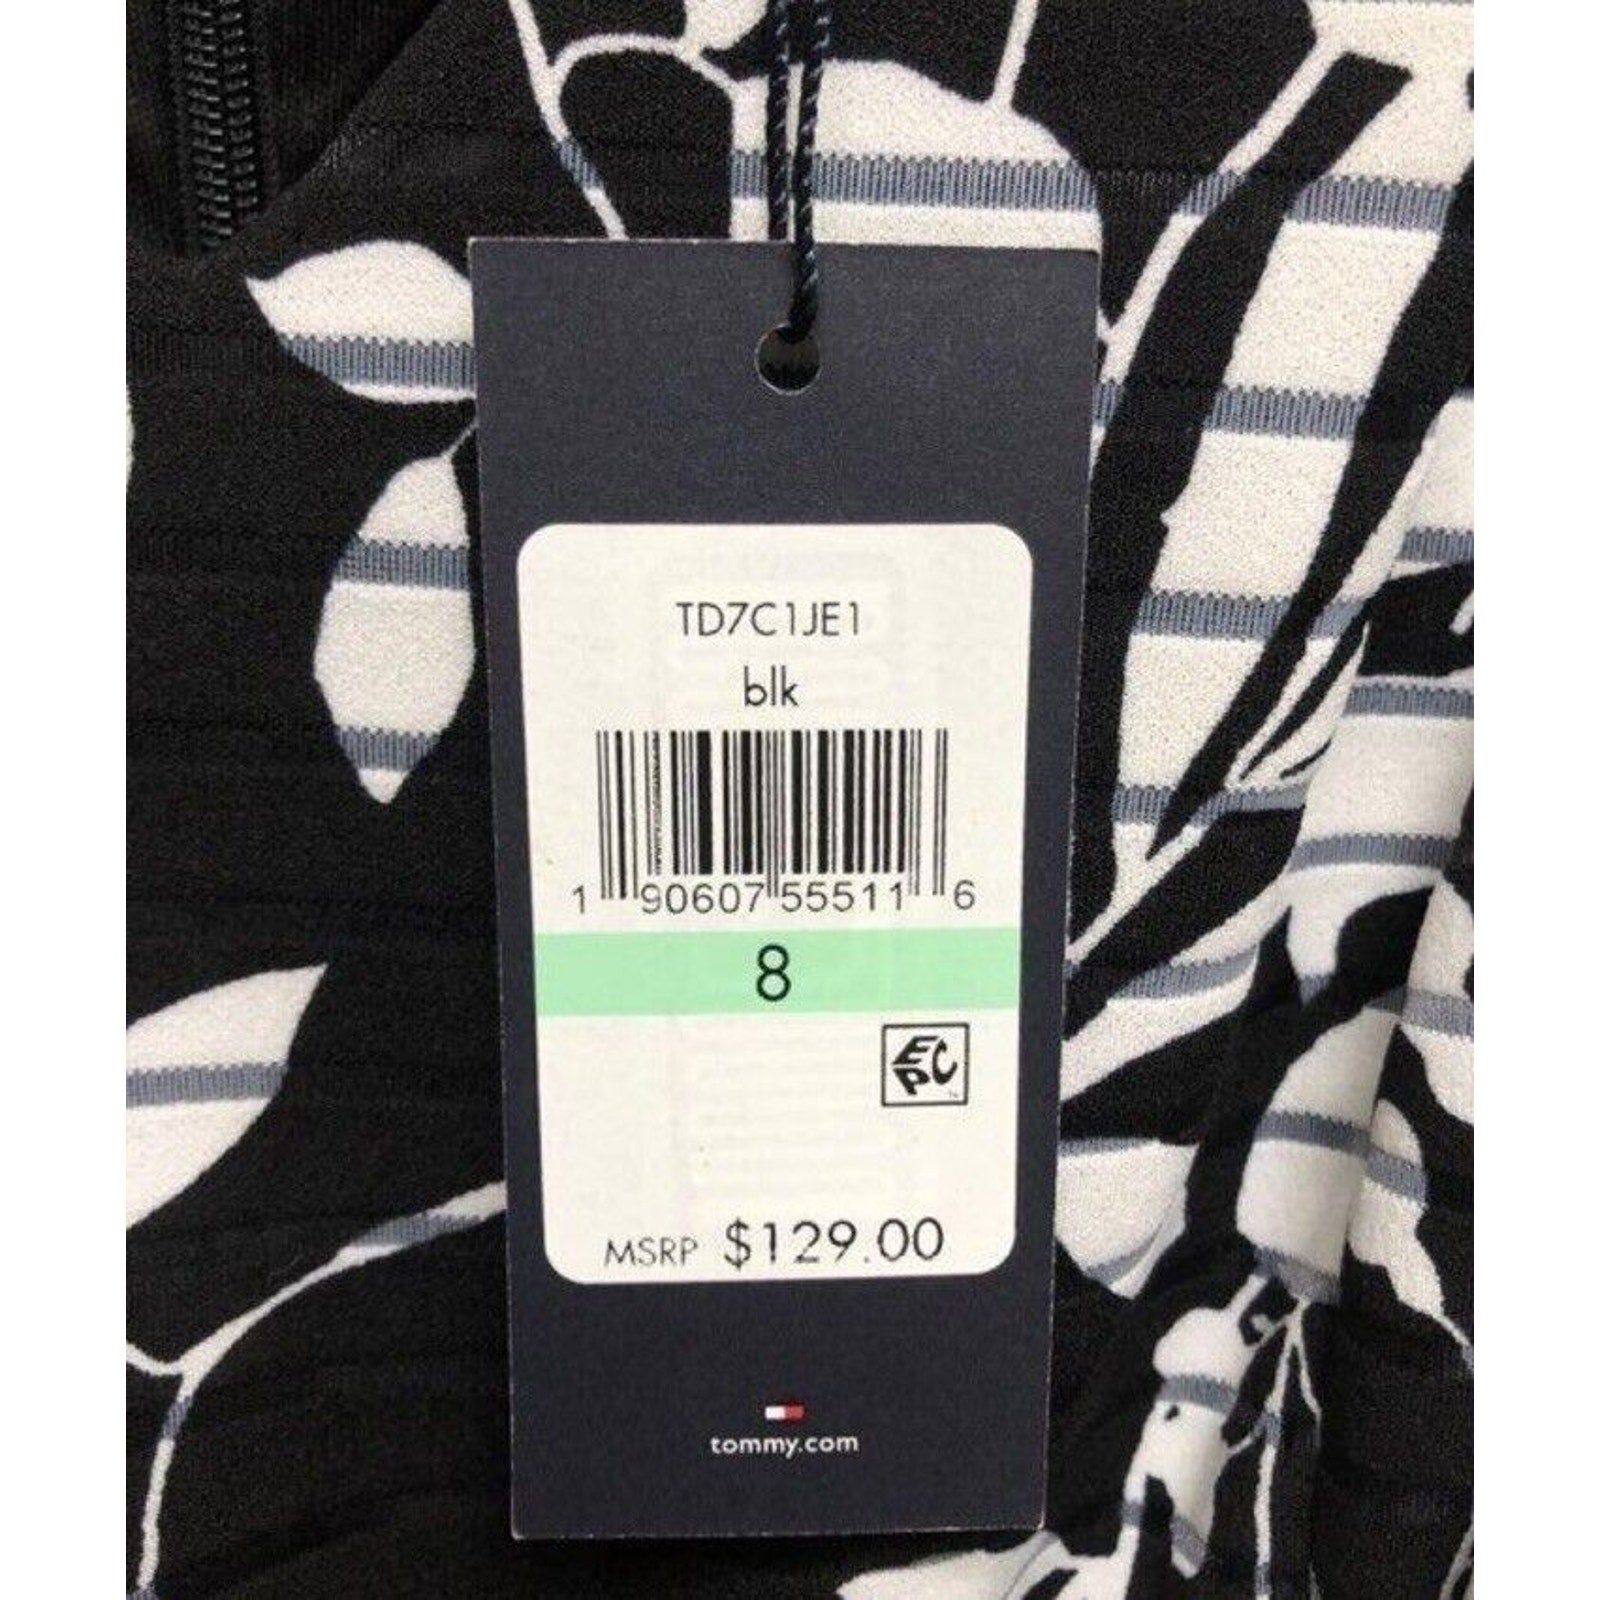 TD7C1JE1
blk
1 90607 55511 6
8
EPC
MSRP $129.00
tommy.com